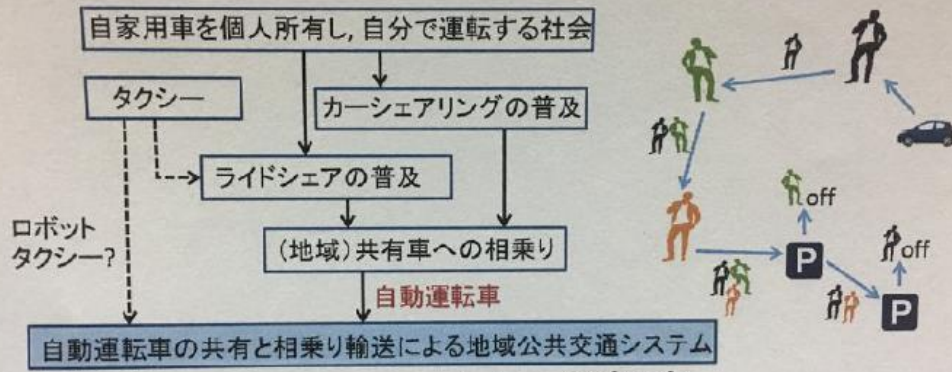 自家用車を個人所有し,自分で運転する社会
タクシー
カーシェアリングの普及
ライドシェアの普及
ロボット
タクシー?
(地域)共有車への相乗り
自動運転車
自動運転車の共有と相乗り輸送による地域公共交通システム
off
P
off
P